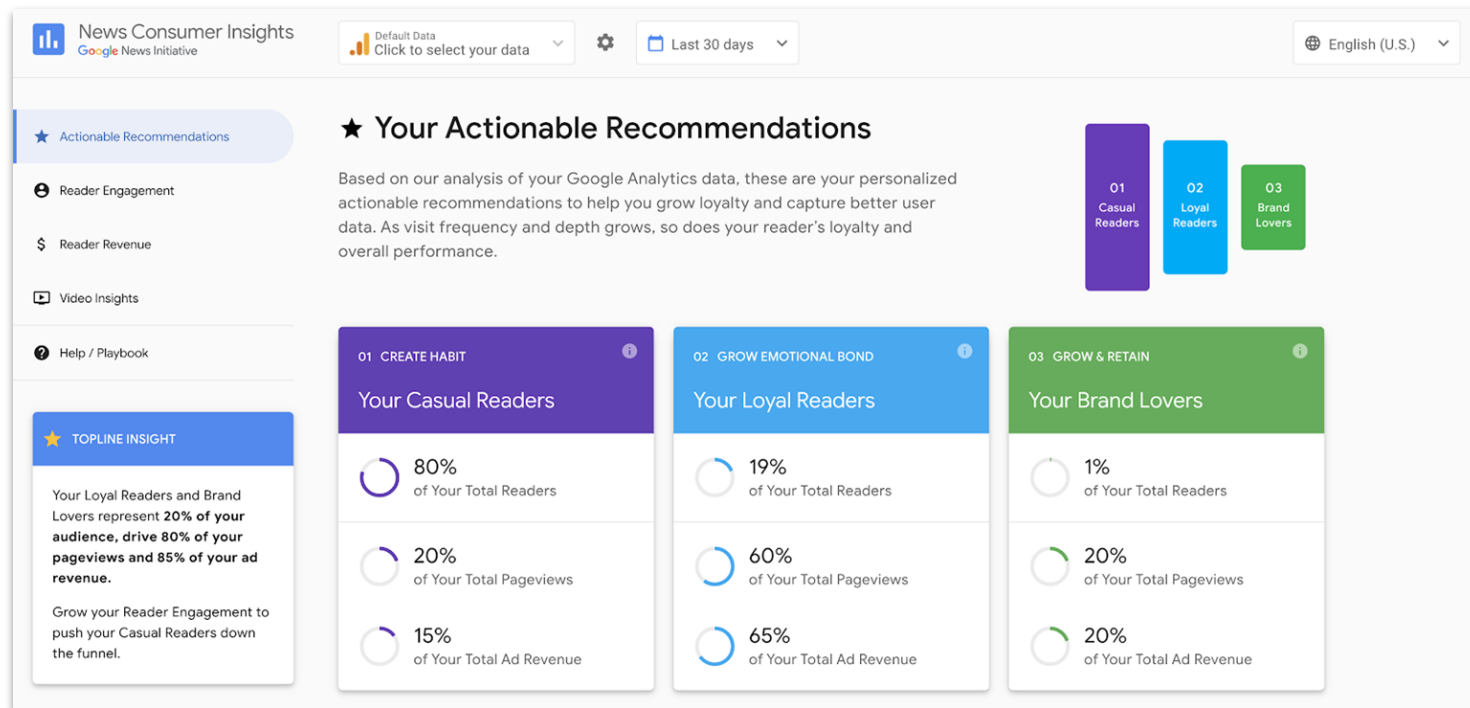 News Consumer Insights
Google News Initiative
Default Data
Click to select your data
Last 30 days
English (U.S.)
Actionable Recommendations
Reader Engagement
$ Reader Revenue
Video Insights
? Help / Playbook
TOPLINE INSIGHT
Your Loyal Readers and Brand
Lovers represent 20% of your
audience, drive 80% of your
pageviews and 85% of your ad
revenue.
Grow your Reader Engagement to
push your Casual Readers down
the funnel.
Your Actionable Recommendations
Based on our analysis of your Google Analytics data, these are your personalized
actionable recommendations to help you grow loyalty and capture better user
data. As visit frequency and depth grows, so does your reader's loyalty and
overall performance.
01
Casual
Readers
02
Loyal
Readers
03
Brand
Lovers
01 CREATE HABIT
Your Casual Readers
80%
of Your Total Readers
20%
of Your Total Pageviews
15%
of Your Total Ad Revenue
02 GROW EMOTIONAL BOND
Your Loyal Readers
19%
of Your Total Readers
60%
of Your Total Pageviews
65%
of Your Total Ad Revenue
03 GROW & RETAIN
Your Brand Lovers
1%
of Your Total Readers
20%
of Your Total Pageviews
20%
of Your Total Ad Revenue